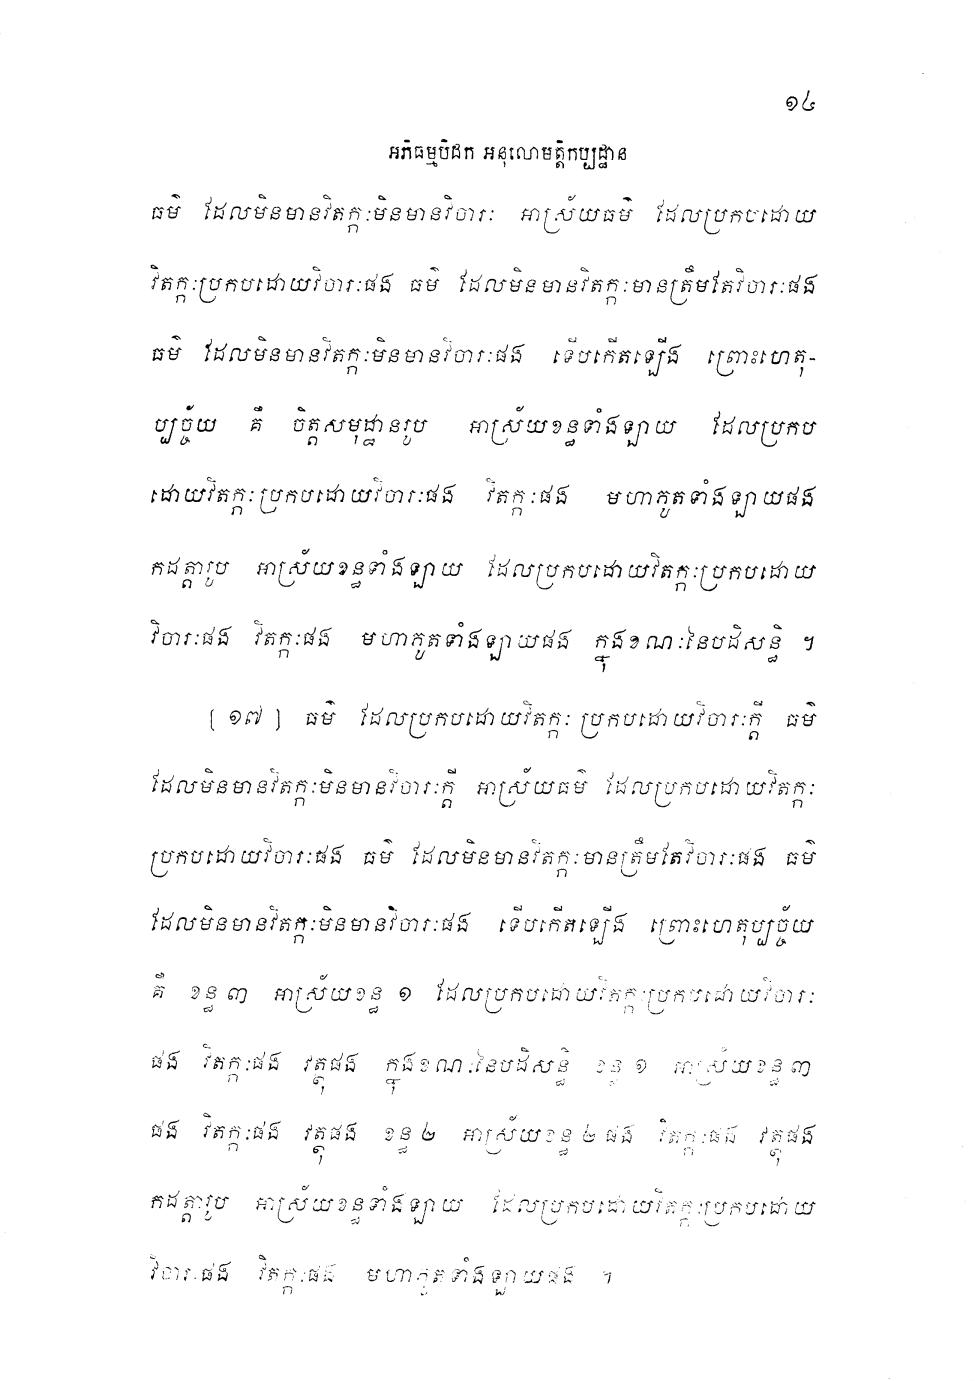 ១៤
អភិធម្មបិដក អនុលោមត្តិកប្បដ្ឋាន
ធម៌ ដែលមិនមានវិតក្កៈមិនមានវិចារៈ អាស្រ័យធម៌ ដែលប្រកបដោយ
វិតក្កៈប្រកបដោយវិចារៈផង ធម៌ ដែលមិនមានវិតក្កៈមានត្រឹមតែវិចារៈផង
ធម៌ ដែលមិនមានវិតក្កៈមិនមានវិចារៈផង ទើបកើតឡើង ព្រោះហេតុ-
ប្បច្ច័យ គឺ ចិត្តសមុដ្ឋានរូប អាស្រ័យខន្ធទាំងឡាយ ដែលប្រកប
ដោយវិតក្កៈប្រកបដោយវិចារៈផង វិតក្កៈផង មហាភូតទាំងឡាយផង
កដត្តារូប អាស្រ័យខន្ធទាំងឡាយ ដែលប្រកបដោយវិតក្កៈប្រកបដោយ
វិចារៈផង វិតក្កៈផង មហាភូតទាំងឡាយផង ក្នុងខណៈនៃបដិសន្ធិ ។
[ ១៧ ] ធម៌ ដែលប្រកបដោយវិតក្កៈ ប្រកបដោយវិចារៈក្តី ធម៌
ដែលមិនមានវិតក្កៈមិនមានវិចារៈក្តី អាស្រ័យធម៌ ដែលប្រកបដោយវិតក្កៈ
ប្រកបដោយវិចារៈផង ធម៌ ដែលមិនមានវិតក្កៈមានត្រឹមតែវិចារៈផង ធម៌
ដែលមិនមានវិតក្កៈមិនមានវិចារៈផង ទើបកើតឡើង ព្រោះហេតុប្បច្ច័យ
គឺ ខន្ធ ៣ អាស្រ័យខន្ធ ១ ដែលប្រកបដោយវិតក្កៈប្រកបដោយវិចារៈ
ផង វិតក្កៈផង វត្ថុផង ក្នុងខណៈនៃបដិសន្ធិ ខន្ធ ១ អាស្រ័យខន្ធ ៣
ផង វិតក្កៈផង វត្ថុផង ខន្ធ ២ អាស្រ័យខន្ធ ២ ផង វិតក្កៈផង វត្ថុផង
កដត្តារូប អាស្រ័យខន្ធទាំងឡាយ ដែលប្រកបដោយវិតក្កៈប្រកបដោយ
វិចារៈផង វិតក្កៈផង មហាភូតទាំងឡាយផង ។